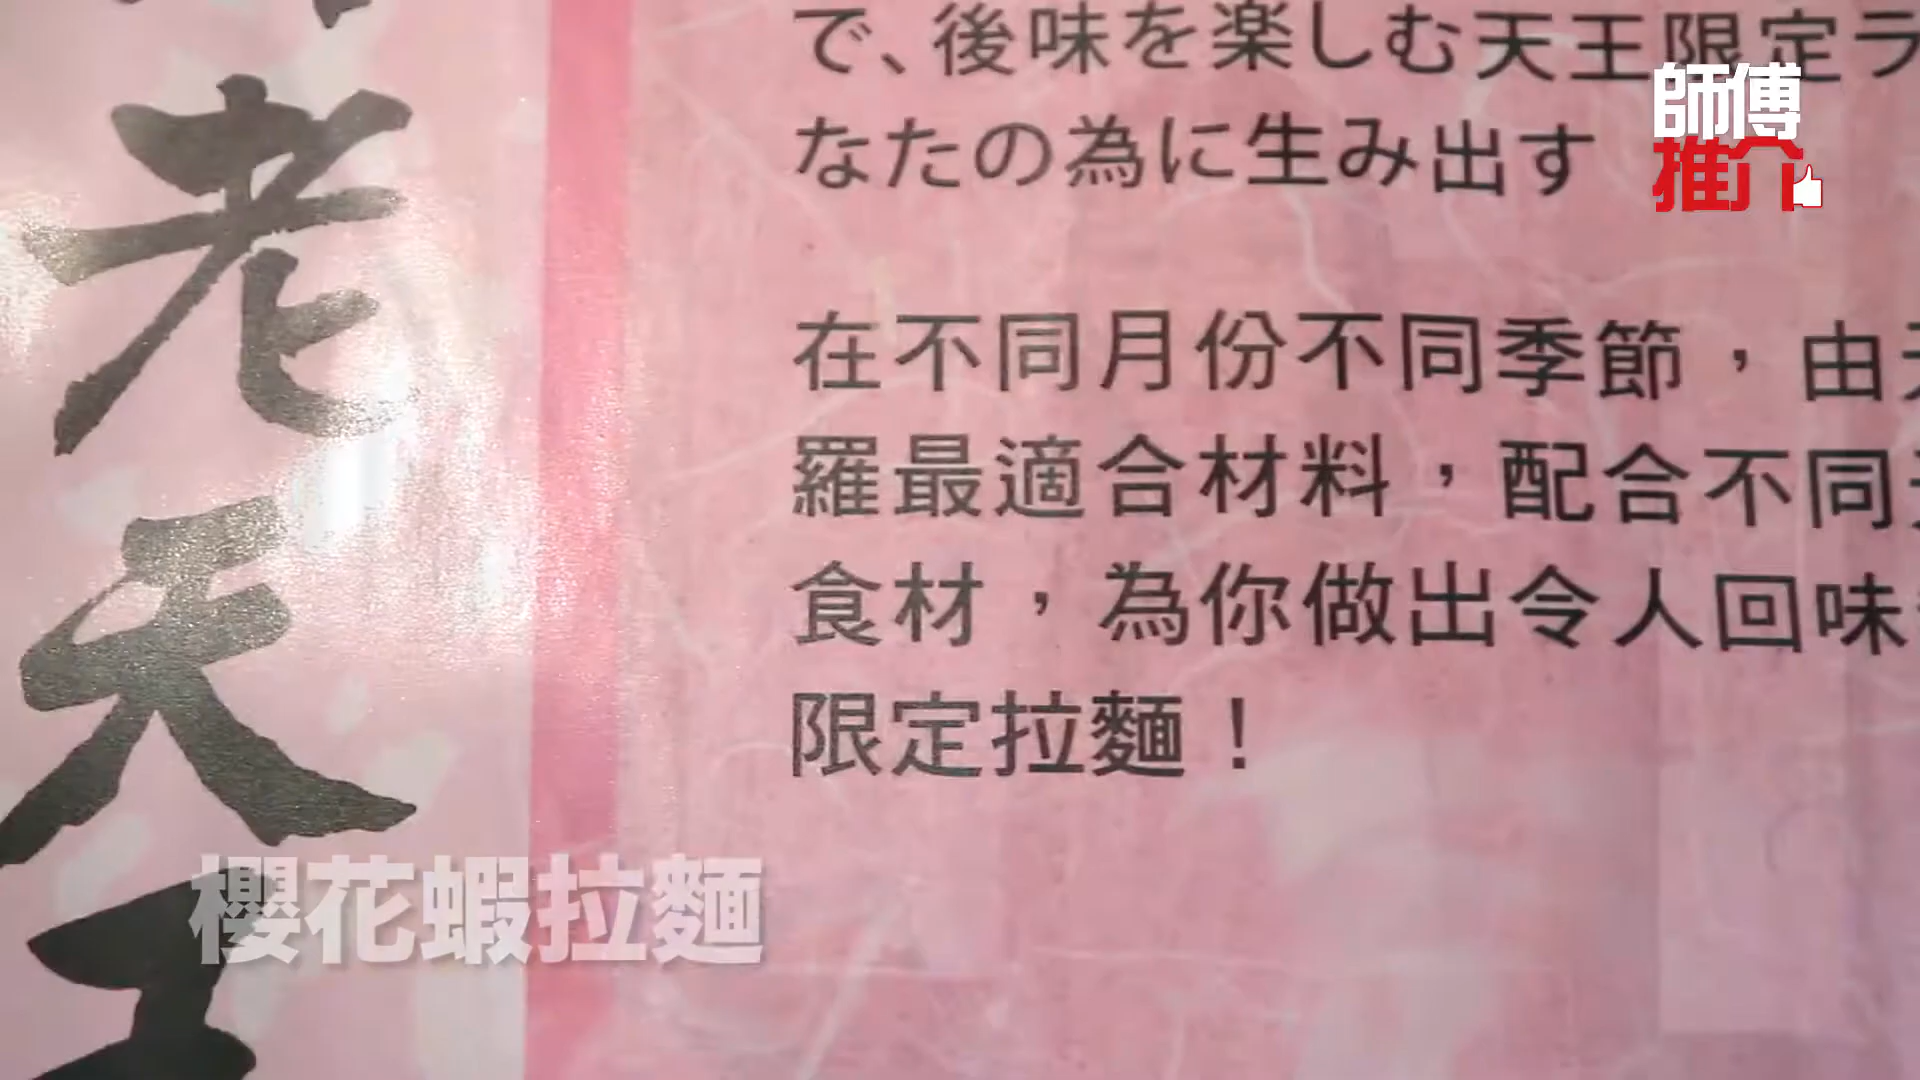 老天王
で、後味を楽しむ天王限定ラ
なたの為に生み出す
在不同月份不同季節，由
羅最適合材料，配合不同
食材，為你做出令人回味
限定拉麵！
師傅
推介
櫻花蝦拉麵